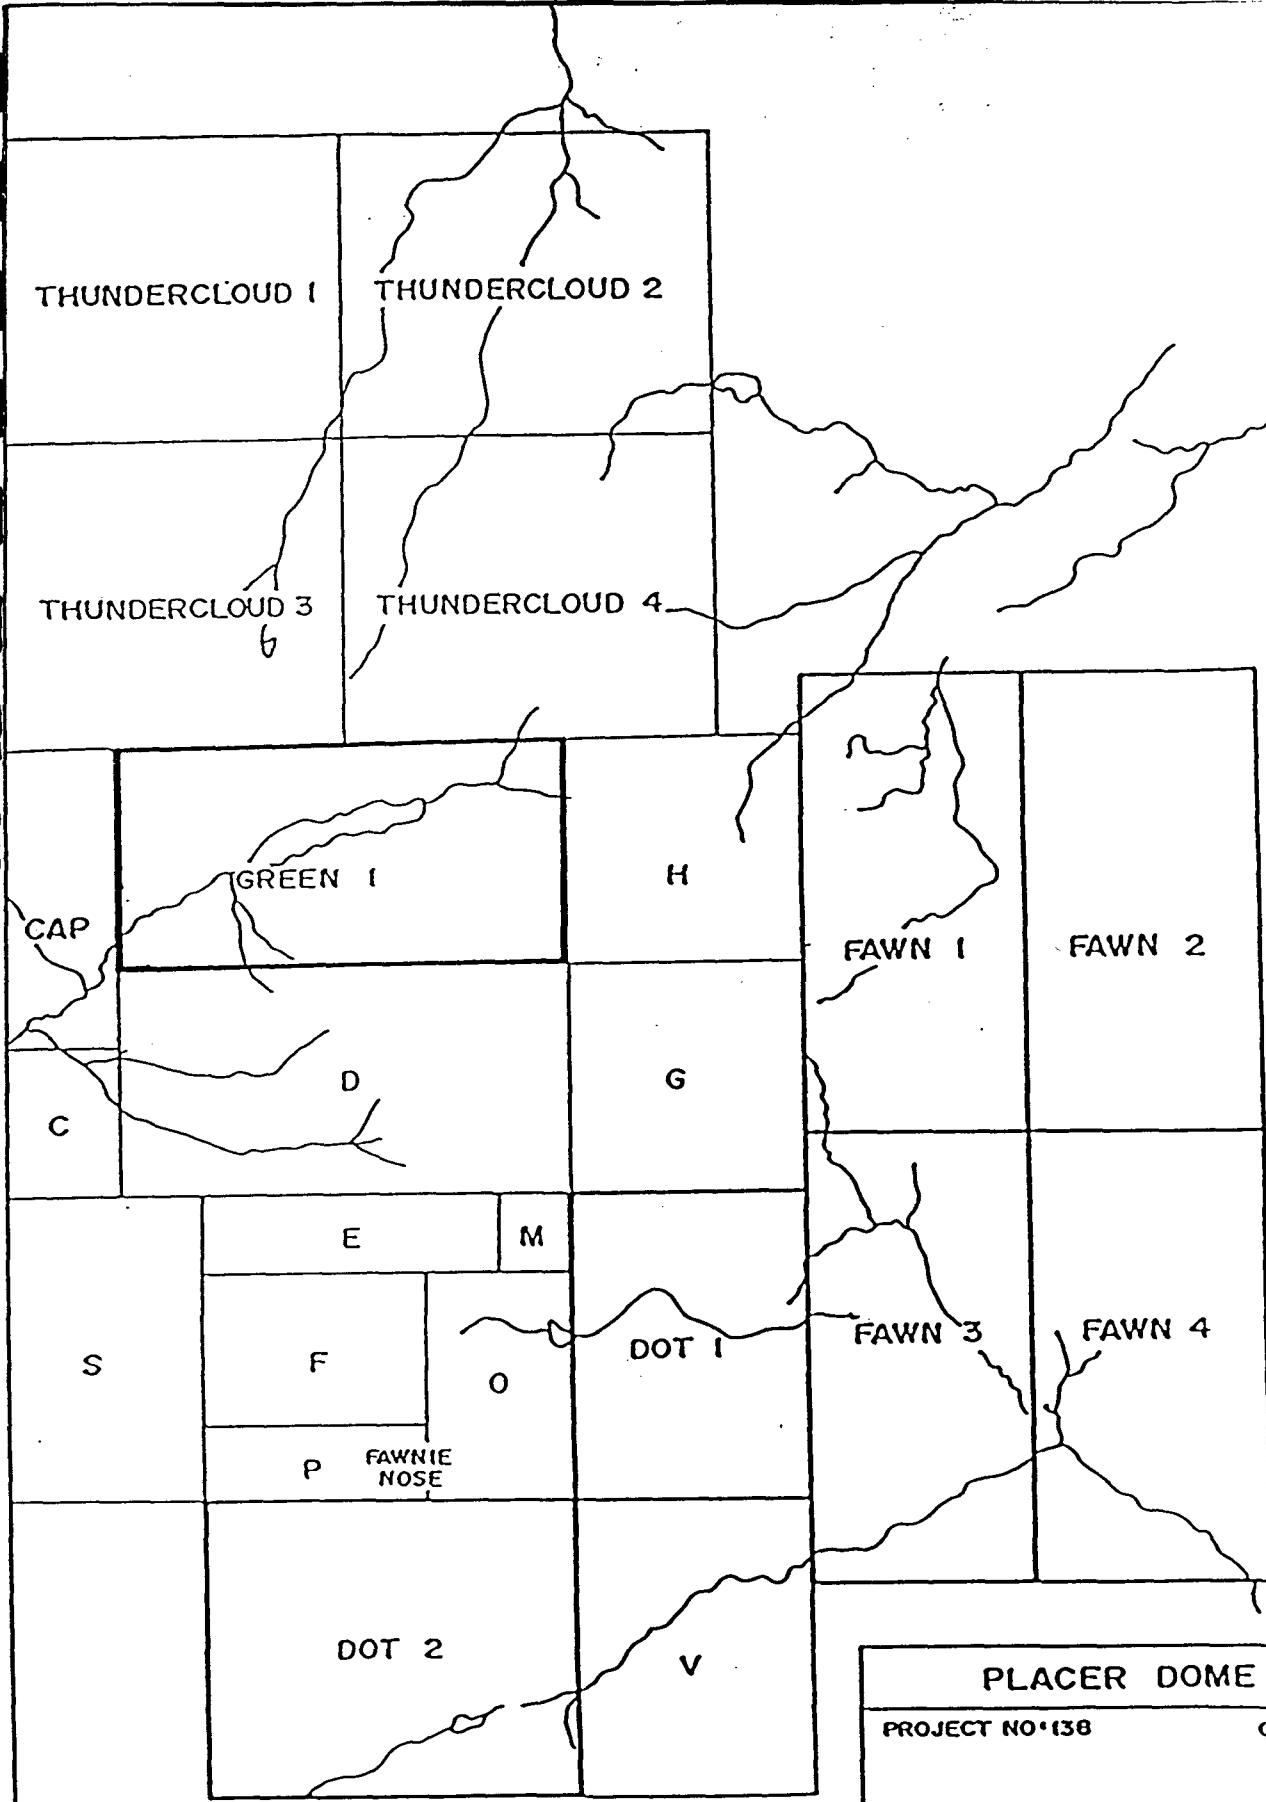 THUNDERCLOUD 1
THUNDERCLOUD 2
THUNDERCLOUD 3
THUNDERCLOUD 4
GREEN 1
H
CAP
FAWN 1
FAWN 2
D
G
C
E
M
S
F
O
DOT 1
FAWN 3
FAWN 4
P
FAWNIE
NOSE
DOT 2
V
PLACER DOME
PROJECT NO: 138